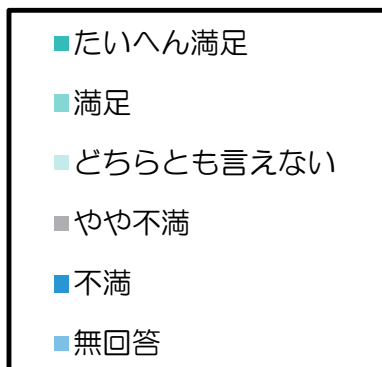 たいへん満足
満足
どちらとも言えない
やや不満
不満
無回答